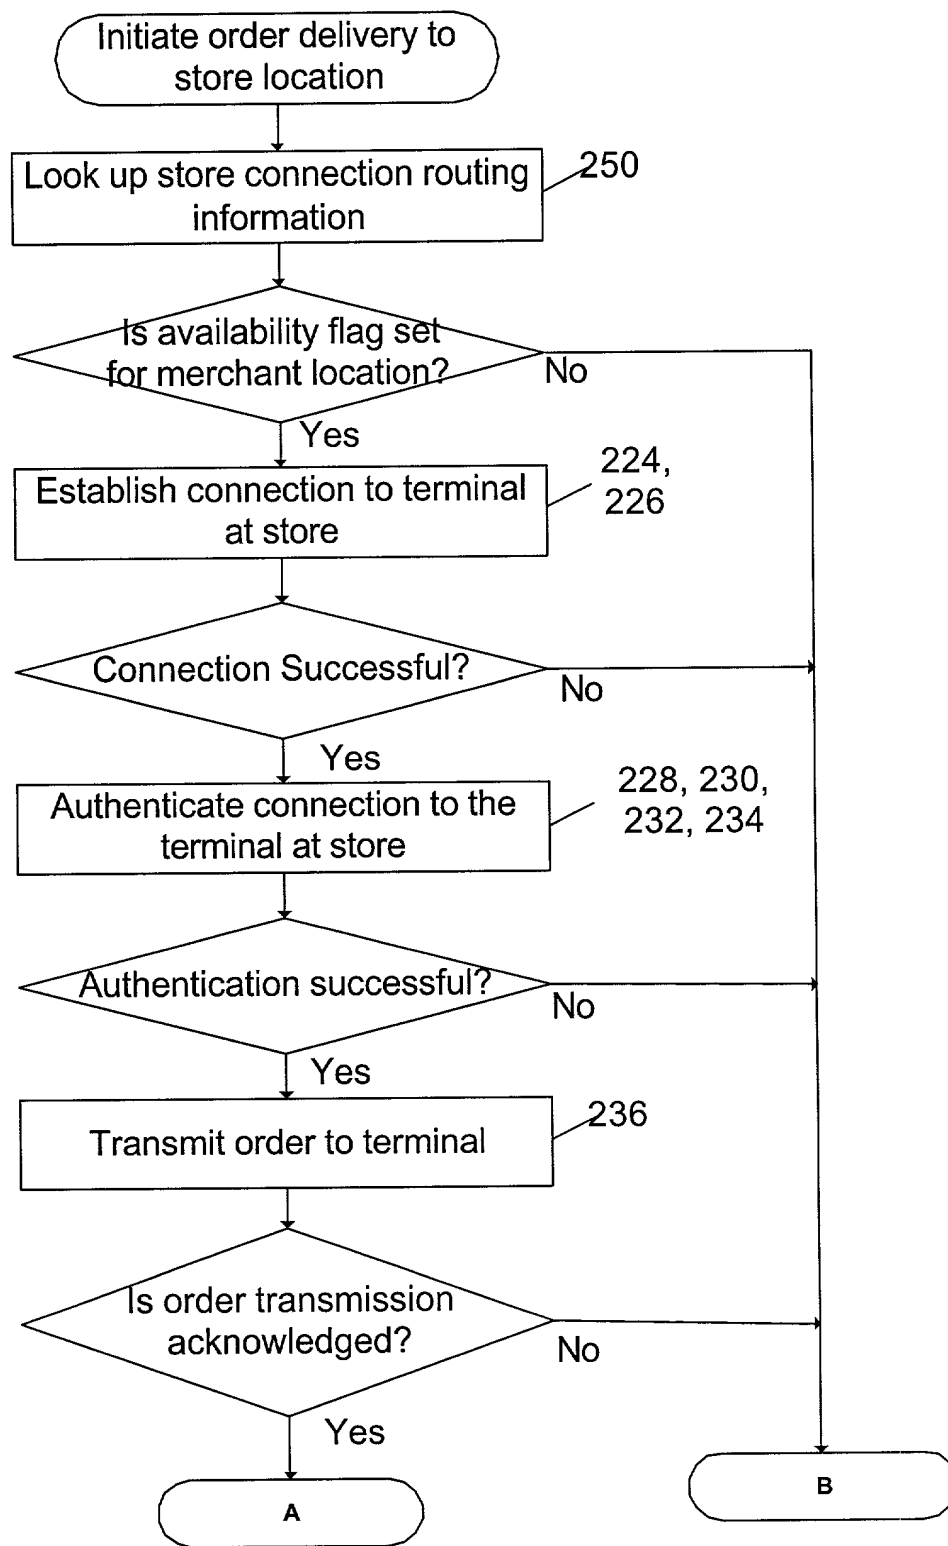 Initiate order delivery to
store location
Look up store connection routing
information
250
Is availability flag set
for merchant location?
No
Yes
Establish connection to terminal
at store
224,
226
Connection Successful?
No
Yes
Authenticate connection to the
terminal at store
228, 230,
232, 234
Authentication successful?
No
Yes
Transmit order to terminal
236
Is order transmission
acknowledged?
No
Yes
A
B